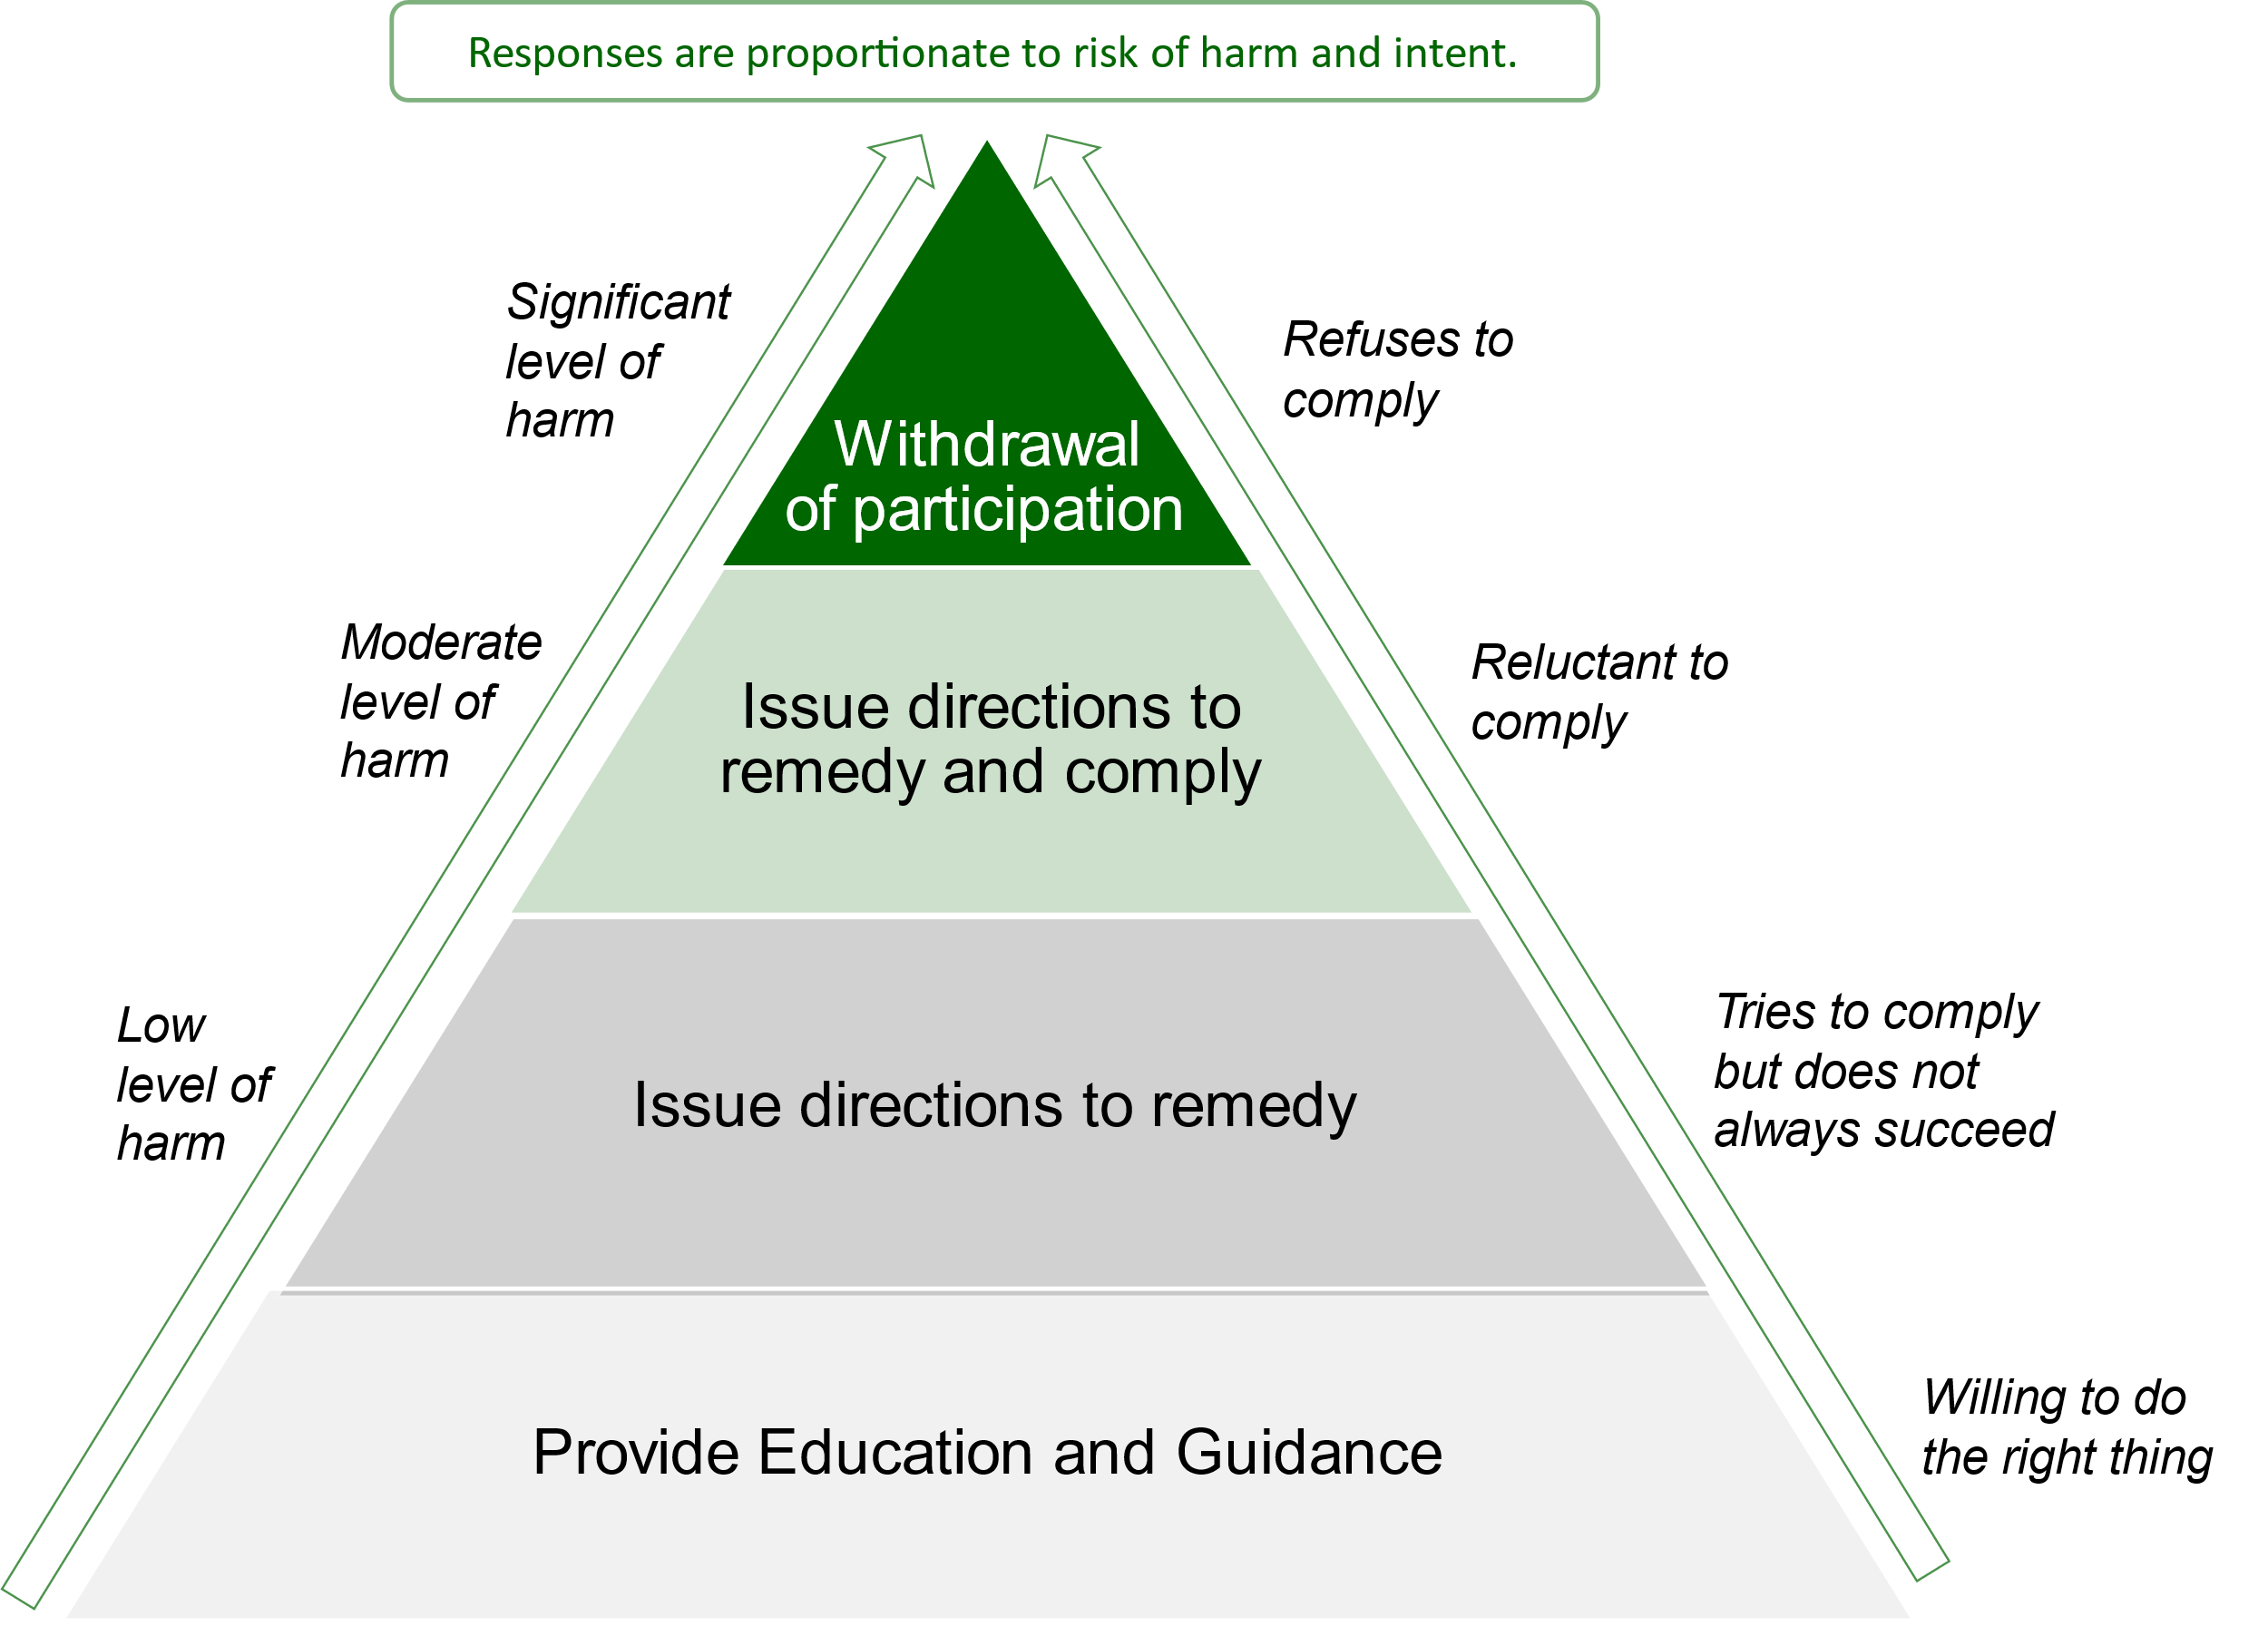 Responses are proportionate to risk of harm and intent.
Significant
level of
harm
Refuses to
comply
Withdrawal
of participation
Moderate
level of
harm
Reluctant to
comply
Issue directions to
remedy and comply
Low
level of
harm
Tries to comply
but does not
always succeed
Issue directions to remedy
Willing to do
the right thing
Provide Education and Guidance